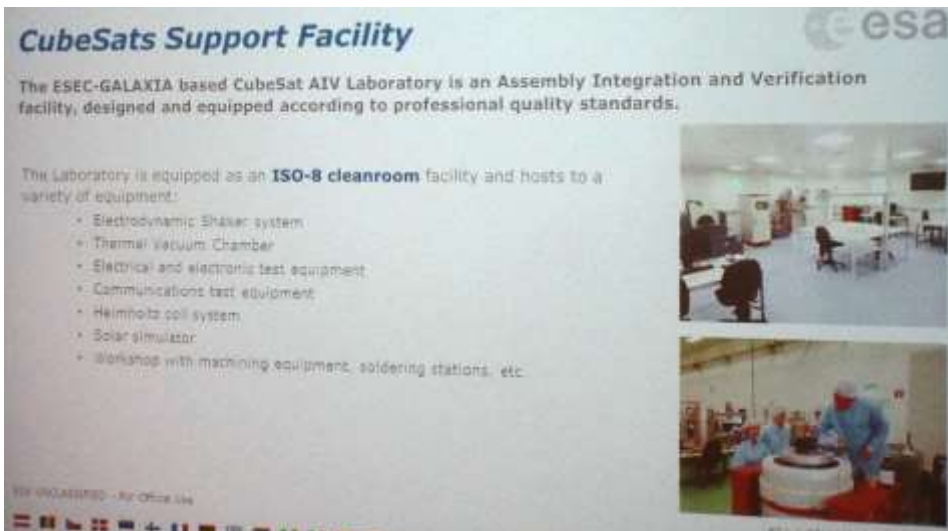 CubeSats Support Facility
esa
The ESEC-GALAXIA based CubeSat AIV Laboratory is an Assembly Integration and Verification
facility, designed and equipped according to professional quality standards.
The Laboratory is equipped as an ISO-8 cleanroom facility and hosts to a
variety of equipment:
• Electrodynamic Shaker system
• Thermal Vacuum Chamber
• Electrical and electronic test equipment
• Communications test equipment
• Helmholtz coil system
• Solar simulator
• Workshop with machining equipment, soldering stations, etc
UNCLASSIFIED - For Office Use